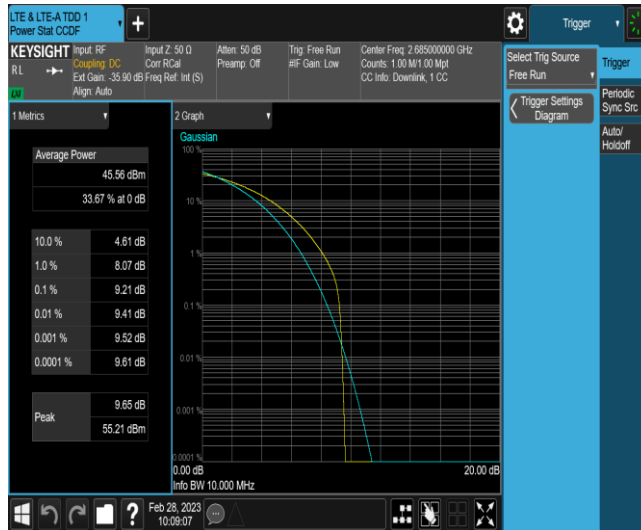 LTE & LTE-A TDD 1
Power Stat CCDF
Trigger
KEYSIGHT
RL
LXI
Input: RF
Coupling: DC
Ext Gain: -35.90 dB
Align: Auto
Input Z: 50 Ω
Corr RCal
Freq Ref: Int (S)
Atten: 50 dB
Preamp: Off
Trig: Free Run
#IF Gain: Low
Center Freq: 2.685000000 GHz
Counts: 1.00 M/1.00 Mpt
CC Info: Downlink, 1 CC
Select Trig Source
Free Run
Trigger Settings
Diagram
Trigger
Periodic
Sync Src
Auto/
Holdoff
1 Metrics
Average Power
45.56 dBm
33.67 % at 0 dB
10.0 % 4.61 dB
1.0 % 8.07 dB
0.1 % 9.21 dB
0.01 % 9.41 dB
0.001 % 9.52 dB
0.0001 % 9.61 dB
Peak
9.65 dB
55.21 dBm
2 Graph
Gaussian
100 %
10 %
1 %
0.1 %
0.01 %
0.001 %
0.0001 %
0.00 dB 20.00 dB
Info BW 10.000 MHz
?
Feb 28, 2023
10:09:07